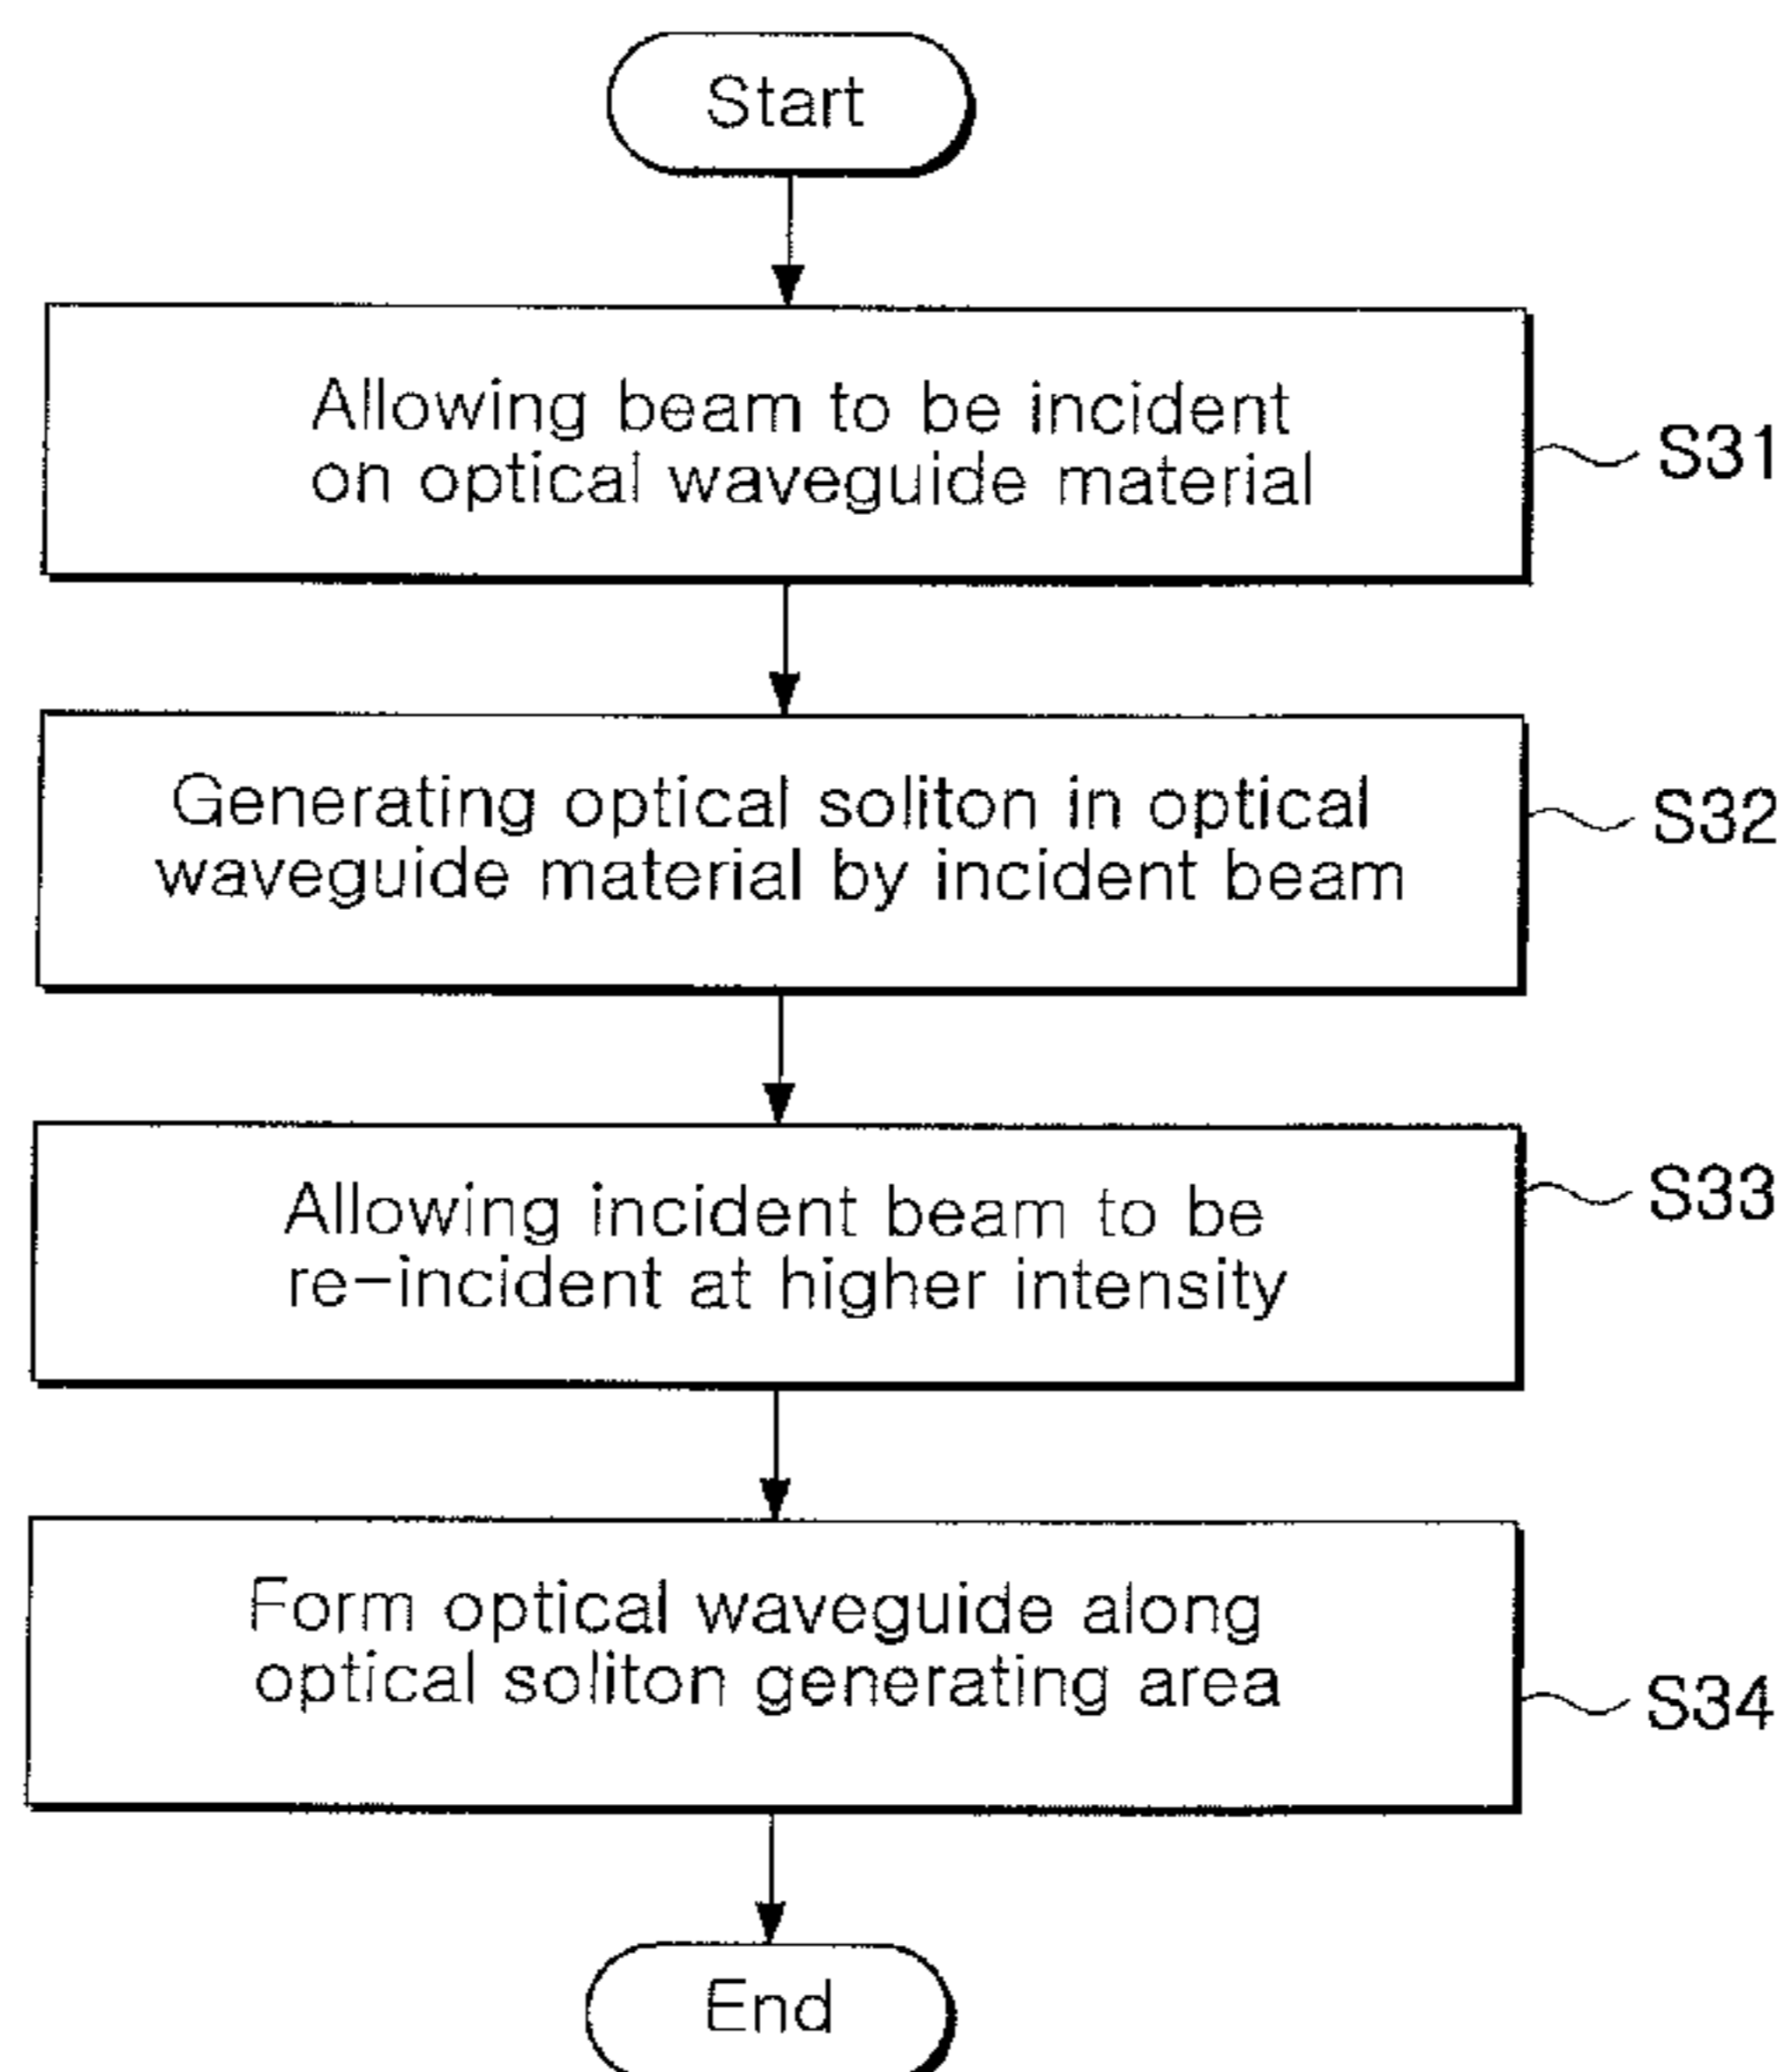 Start
Allowing beam to be incident
on optical waveguide material
S31
Generating optical soliton in optical
waveguide material by incident beam
S32
Allowing incident beam to be
re-incident at higher intensity
S33
Form optical waveguide along
optical soliton generating area
S34
End